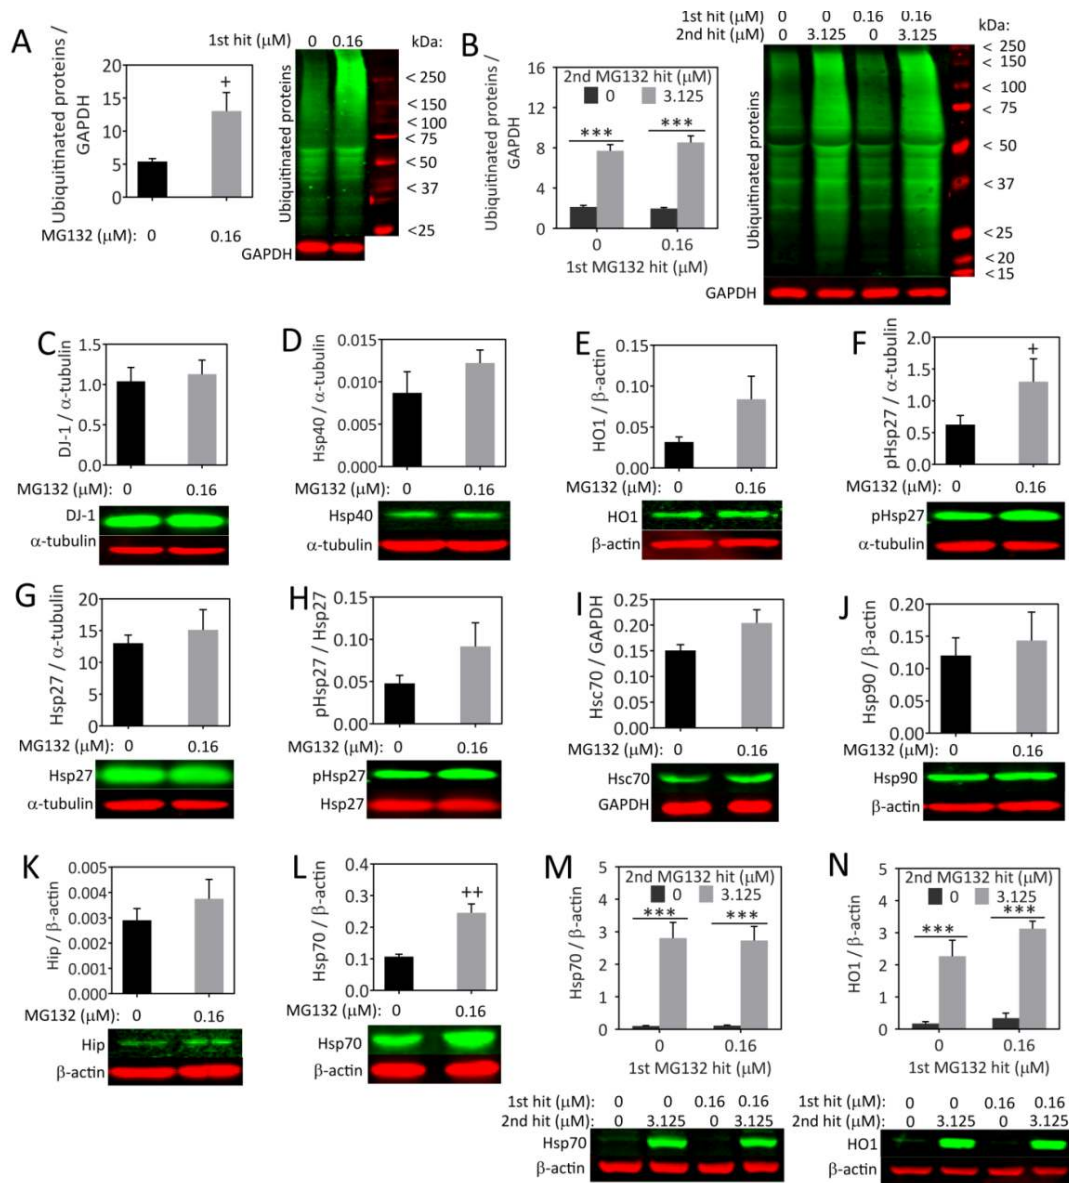 A
Ubiquitinated proteins /
GAPDH
20
15
10
5
0
+
MG132 (μM): 0 0.16
1st hit (μM) 0 0.16 kDa:
Ubiquitinated proteins
< 250
< 150
< 100
< 75
< 50
< 37
< 25
GAPDH
B
Ubiquitinated proteins /
GAPDH
16
12
8
4
0
2nd MG132 hit (μM)
0 3.125
*** ***
0 0.16
1st MG132 hit (μM)
1st hit (μM) 0 0 0.16 0.16
2nd hit (μM) 0 3.125 0 3.125 kDa:
Ubiquitinated proteins
< 250
< 150
< 100
< 75
< 50
< 37
< 25
< 20
< 15
GAPDH
C
DJ-1 / α-tubulin
1.5
1.0
0.5
0.0
MG132 (μM): 0 0.16
DJ-1
α-tubulin
D
Hsp40 / α-tubulin
0.015
0.010
0.005
0.000
MG132 (μM): 0 0.16
Hsp40
α-tubulin
E
HO1 / β-actin
0.15
0.10
0.05
0.00
MG132 (μM): 0 0.16
HO1
β-actin
F
pHsp27 / α-tubulin
2.0
1.5
1.0
0.5
0.0
+
MG132 (μM): 0 0.16
pHsp27
α-tubulin
G
Hsp27 / α-tubulin
20
15
10
5
0
MG132 (μM): 0 0.16
Hsp27
α-tubulin
H
pHsp27 / Hsp27
0.15
0.10
0.05
0.00
MG132 (μM): 0 0.16
pHsp27
Hsp27
I
Hsc70 / GAPDH
0.25
0.20
0.15
0.10
0.05
0.00
MG132 (μM): 0 0.16
Hsc70
GAPDH
J
Hsp90 / β-actin
0.20
0.15
0.10
0.05
0.00
MG132 (μM): 0 0.16
Hsp90
β-actin
K
Hip / β-actin
0.005
0.004
0.003
0.002
0.001
0.000
MG132 (μM): 0 0.16
Hip
β-actin
L
Hsp70 / β-actin
0.4
0.3
0.2
0.1
0.0
++
MG132 (μM): 0 0.16
Hsp70
β-actin
M
Hsp70 / β-actin
5
4
3
2
1
0
2nd MG132 hit (μM)
0 3.125
*** ***
0 0.16
1st MG132 hit (μM)
1st hit (μM): 0 0 0.16 0.16
2nd hit (μM): 0 3.125 0 3.125
Hsp70
β-actin
N
HO1 / β-actin
5
4
3
2
1
0
2nd MG132 hit (μM)
0 3.125
*** ***
0 0.16
1st MG132 hit (μM)
1st hit (μM): 0 0 0.16 0.16
2nd hit (μM): 0 3.125 0 3.125
HO1
β-actin